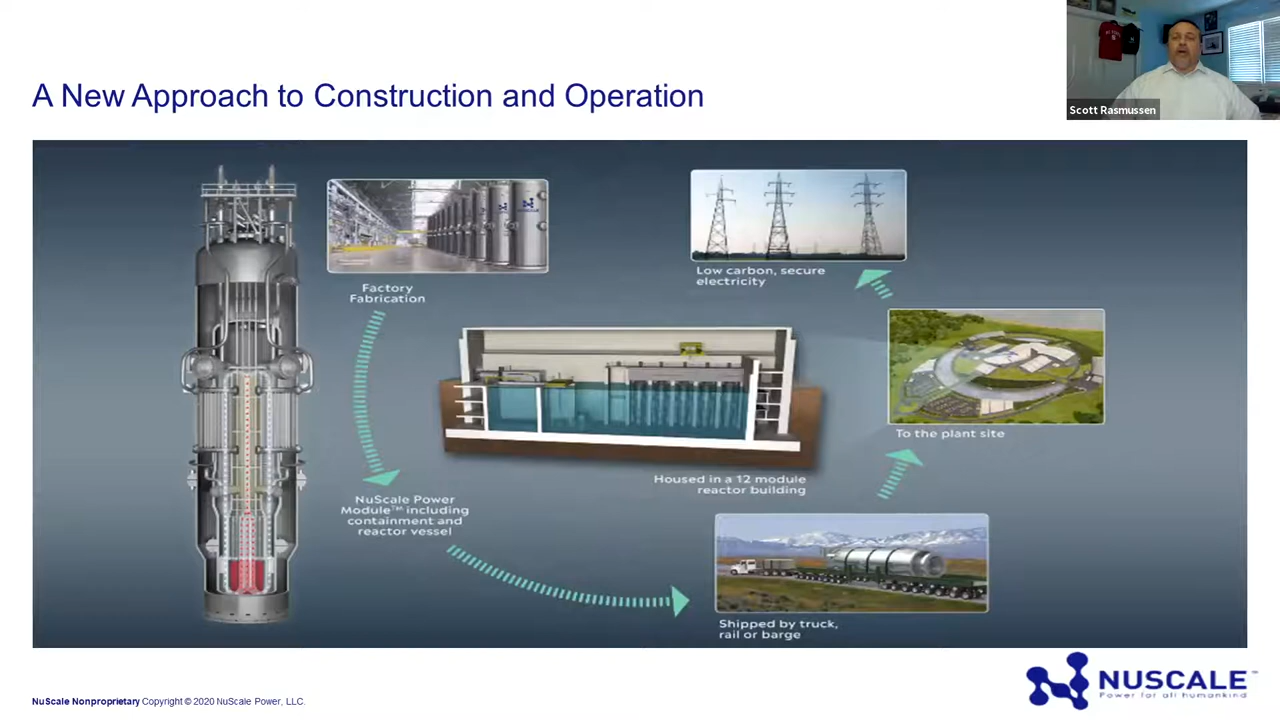 Scott Rasmussen
A New Approach to Construction and Operation
NUSCALE
Factory
Fabrication
Low carbon, secure
electricity
To the plant site
Housed in a 12 module
reactor building
NuScale Power
Module™ including
containment and
reactor vessel
Shipped by truck,
rail or barge
NUSCALE™
Power for all humankind
NuScale Nonproprietary Copyright © 2020 NuScale Power, LLC.